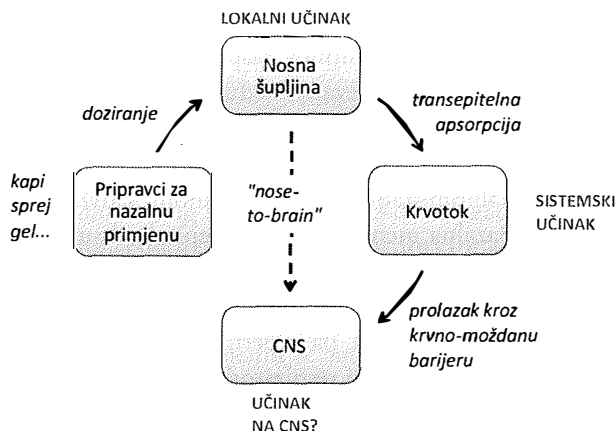 LOKALNI UČINAK
Nosna
šupljina
doziranje
transepitelna
apsorpcija
kapi
sprej
gel...
Pripravci za
nazalnu
primjenu
"nose-
to-brain"
Krvotok
SISTEMSKI
UČINAK
prolazak kroz
krvno-moždanu
barijeru
CNS
UČINAK
NA CNS?